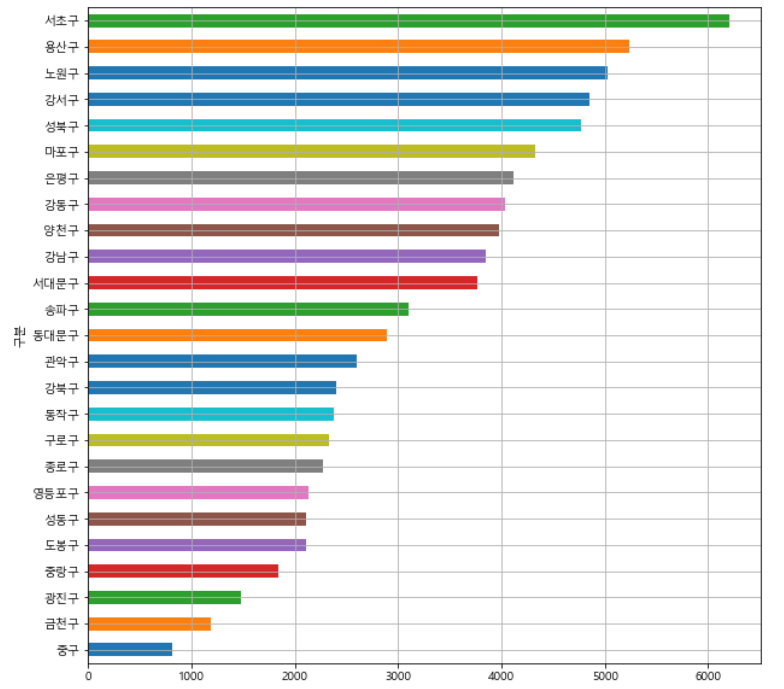 서초구
용산구
노원구
강서구
성북구
마포구
은평구
강동구
양천구
강남구
서대문구
송파구
동대문구
관악구
강북구
동작구
구로구
종로구
영등포구
성동구
도봉구
중랑구
광진구
금천구
중구
구별
0 1000 2000 3000 4000 5000 6000